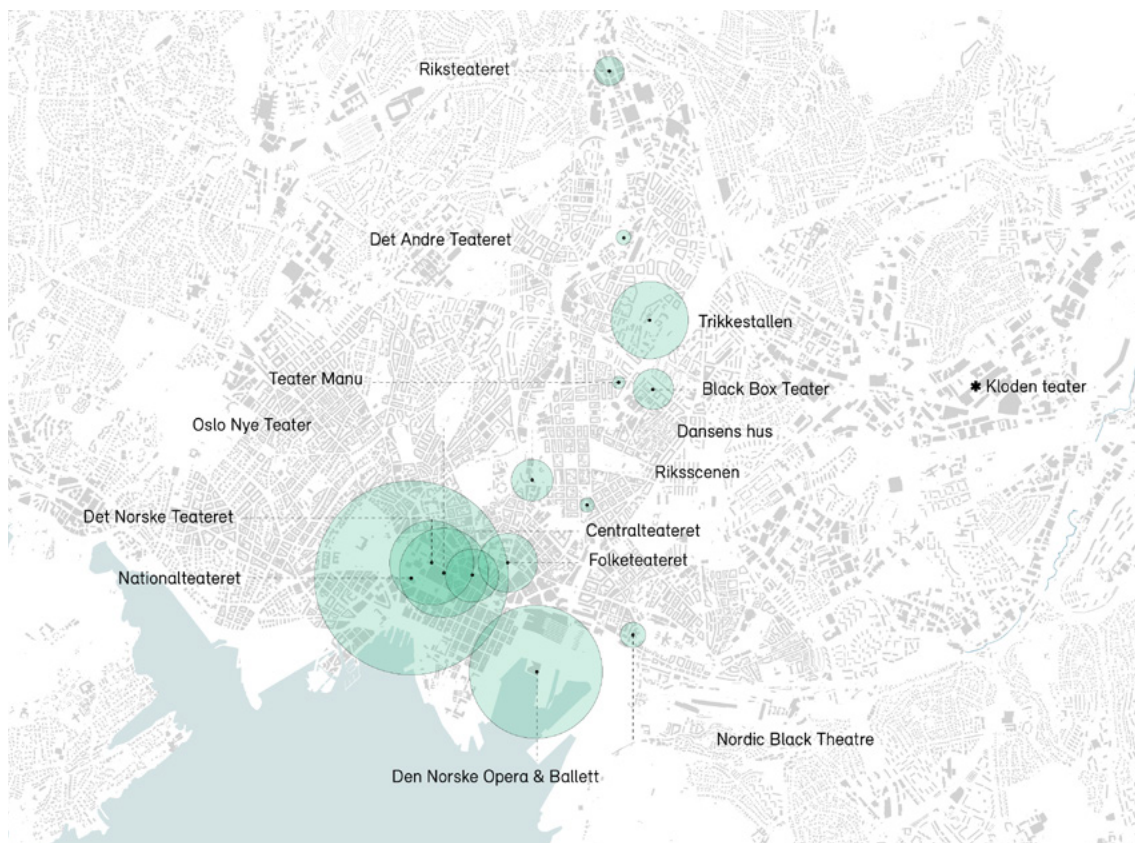 Riksteateret
Det Andre Teateret
Trikkestallen
Teater Manu
Black Box Teater
✱ Kloden teater
Oslo Nye Teater
Dansens hus
Riksscenen
Det Norske Teateret
Centralteateret
Folketeateret
Nationalteateret
Nordic Black Theatre
Den Norske Opera & Ballett